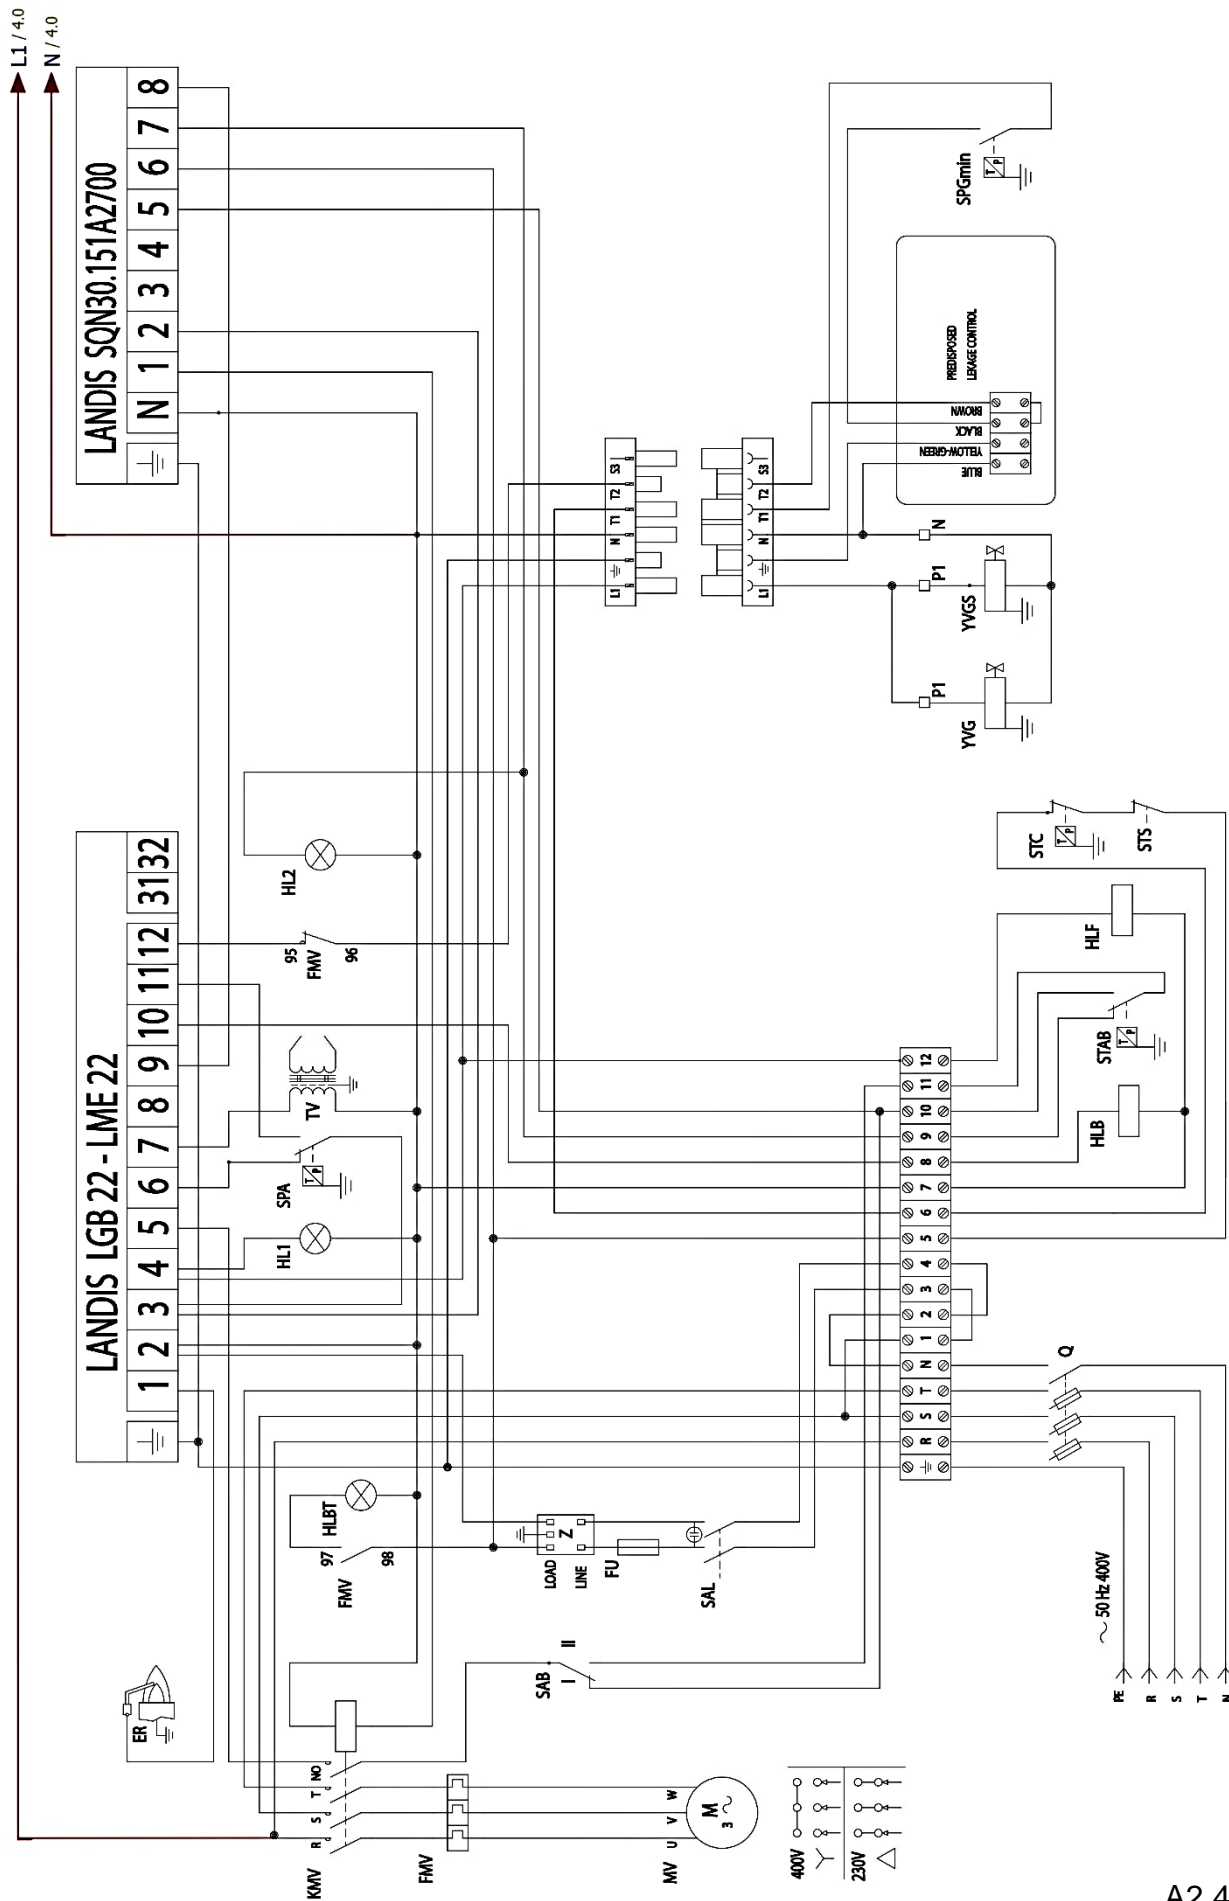 L1 / 4.0
N / 4.0
LANDIS SQN30.151A2700
N 1 2 3 4 5 6 7 8
LANDIS LGB 22 - LME 22
1 2 3 4 5 6 7 8 9 10 11 12 31 32
ER
97
FMV
98
HLBT
HL1
SPA
T/P
TV
95
FMV
96
HL2
KMV
R S T NO
FMV
MV
U V W
M
3
400V
230V
SAB
I
II
LOAD
LINE
Z
FU
SAL
L1 N T1 T2 S3
L1 N T1 T2 S3
BLUE
YELLOW-GREEN
BLACK
BROWN
PREDISPOSED
LEKAGE CONTROL
SPGmin
T/P
P1
YVG
P1
YVGS
N
R S T N 1 2 3 4 5 6 7 8 9 10 11 12
Q
HLB
STAB
T/P
HLF
STC
T/P
STS
~ 50 Hz 400V
PE
R
S
T
N
A2.4